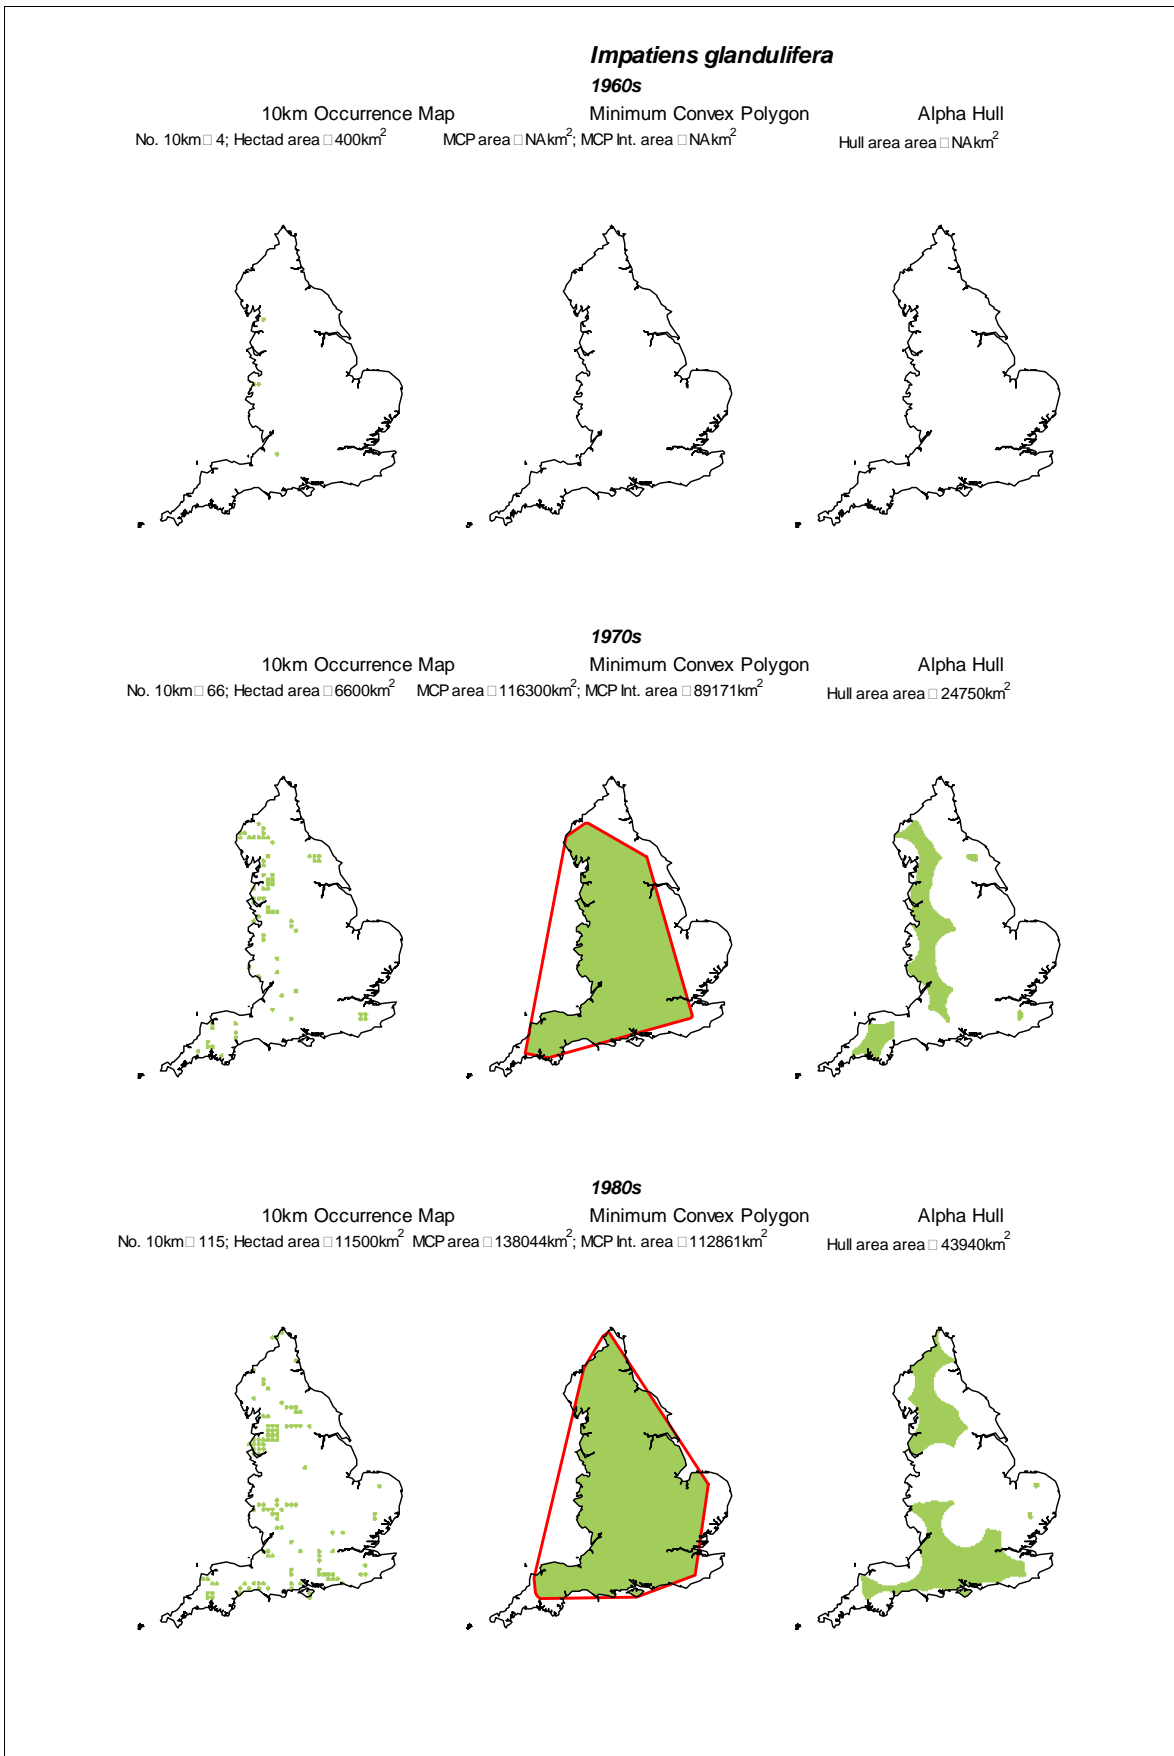 Impatiens glandulifera
1960s
10km Occurrence Map Minimum Convex Polygon Alpha Hull
No. 10km□4; Hectad area □400km² MCP area □NAkm²; MCP Int. area □NAkm² Hull area area □NAkm²
1970s
10km Occurrence Map Minimum Convex Polygon Alpha Hull
No. 10km□66; Hectad area □6600km² MCP area □116300km²; MCP Int. area □89171km² Hull area area □24750km²
1980s
10km Occurrence Map Minimum Convex Polygon Alpha Hull
No. 10km□115; Hectad area □11500km² MCP area □138044km²; MCP Int. area □112861km² Hull area area □43940km²